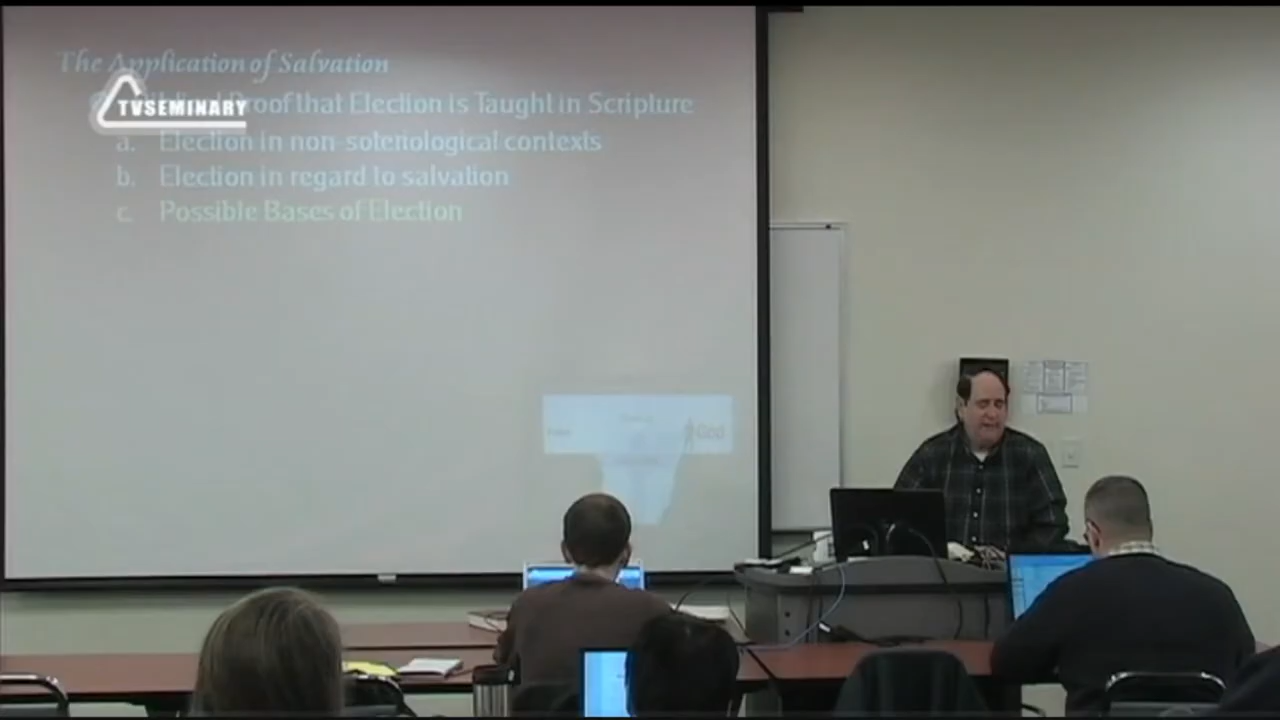 The Application of Salvation
TVSEMINARY
Proof that Election is Taught in Scripture
a. Election in non-soteriological contexts
b. Election in regard to salvation
c. Possible Bases of Election
God